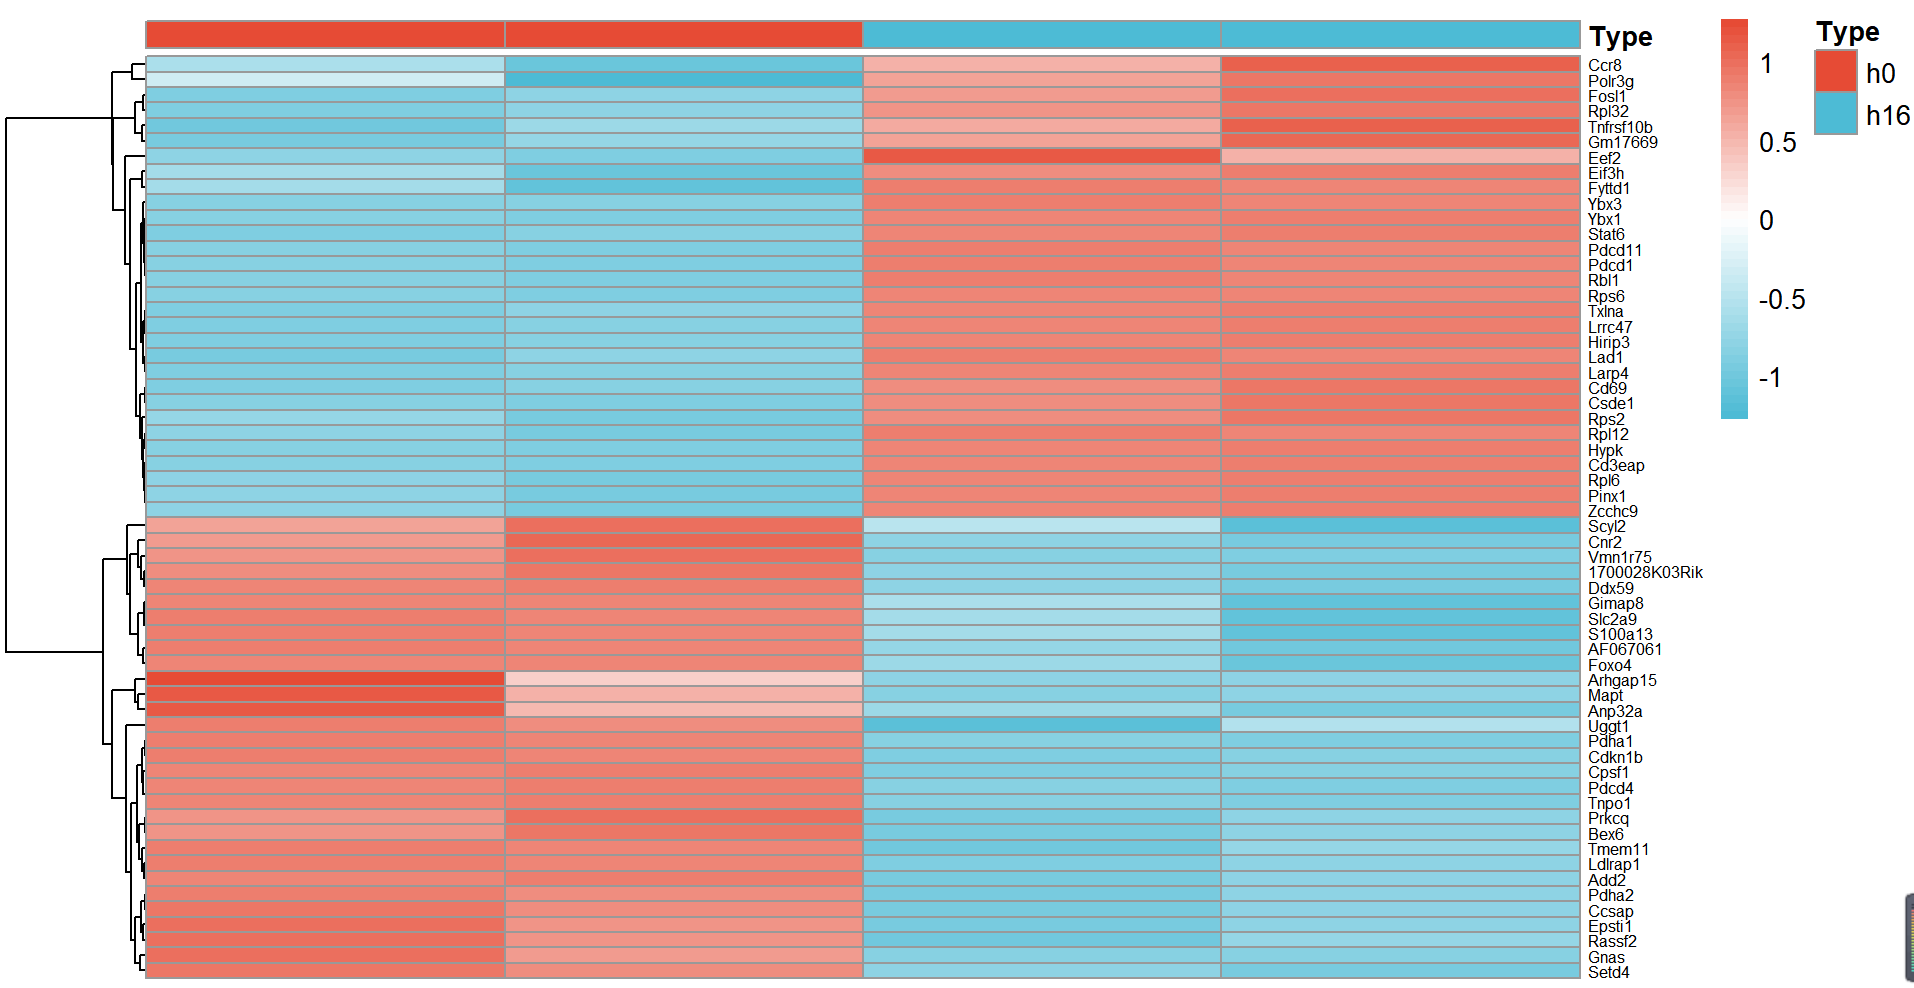 Type
Ccr8
Polr3g
Fosl1
Rpl32
Tnfrsf10b
Gm17669
Eef2
Eif3h
Fyttd1
Ybx3
Ybx1
Stat6
Pdcd11
Pdcd1
Rbl1
Rps6
Txlna
Lrrc47
Hirip3
Lad1
Larp4
Cd69
Csde1
Rps2
Rpl12
Hypk
Cd3eap
Rpl6
Pinx1
Zcchc9
Scyl2
Cnr2
Vmn1r75
1700028K03Rik
Ddx59
Gimap8
Slc2a9
S100a13
AF067061
Foxo4
Arhgap15
Mapt
Anp32a
Uggt1
Pdha1
Cdkn1b
Cpsf1
Pdcd4
Tnpo1
Prkcq
Bex6
Tmem11
Ldlrap1
Add2
Pdha2
Ccsap
Epsti1
Rassf2
Gnas
Setd4
1
0.5
0
-0.5
-1
Type
h0
h16